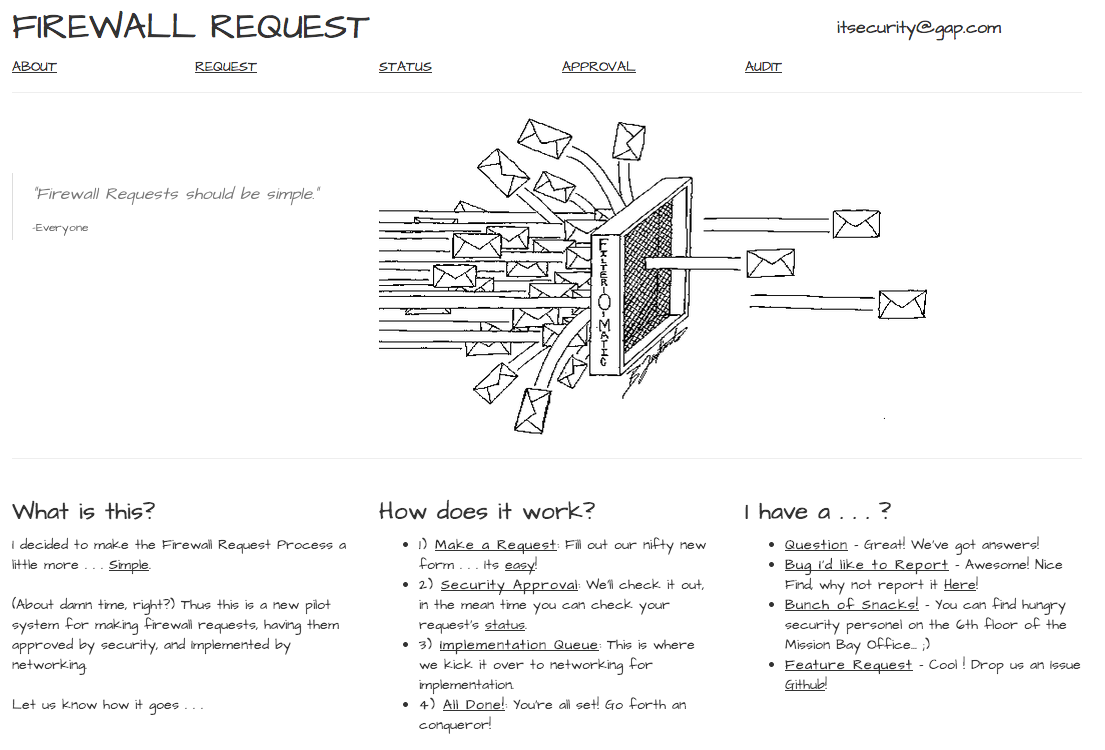 FIREWALL REQUEST
itsecurity@gap.com
ABOUT
REQUEST
STATUS
APPROVAL
AUDIT
"Firewall Requests should be simple."
-Everyone
FILTER-O-MATIC
What is this?
I decided to make the Firewall Request Process a
little more . . . Simple.
(About damn time, right?) Thus this is a new pilot
system for making firewall requests, having them
approved by security, and implemented by
networking.
Let us know how it goes . . .
How does it work?
1) Make a Request: Fill out our nifty new
form . . . its easy!
2) Security Approval: We'll check it out,
in the mean time you can check your
request's status.
3) Implementation Queue: This is where
we kick it over to networking for
implementation.
4) All Done!: You're all set! Go forth an
conqueror!
I have a . . . ?
Question - Great! We've got answers!
Bug i'd like to Report - Awesome! Nice
Find, why not report it Here!
Bunch of Snacks! - You can find hungry
security personel on the 6th floor of the
Mission Bay Office... ;)
Feature Request - Cool ! Drop us an Issue
Github!